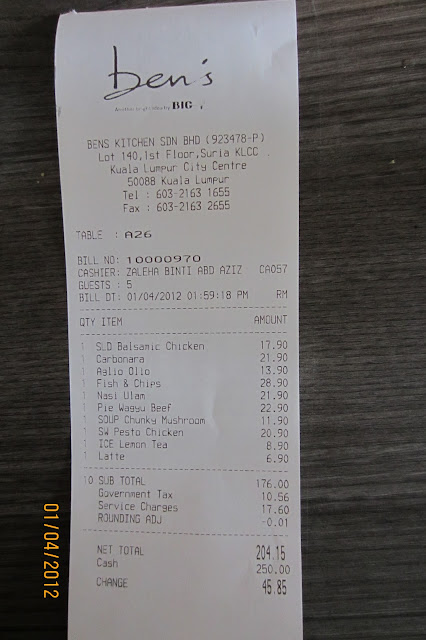 ben's
Another bright idea by BIG
BENS KITCHEN SDN BHD (923478-P)
Lot 140,1st Floor,Suria KLCC .
Kuala Lumpur City Centre
50088 Kuala Lumpur
Tel : 603-2163 1655
Fax : 603-2163 2655
TABLE : A26
BILL NO: 10000970
CASHIER: ZALEHA BINTI ABD AZIZ CA057
GUESTS : 5
BILL DT: 01/04/2012 01:59:18 PM RM
QTY ITEM AMOUNT
1 SLD Balsamic Chicken 17.90
1 Carbonara 21.90
1 Aglio Olio 13.90
1 Fish & Chips 28.90
1 Nasi Ulam 21.90
1 Pie Wagyu Beef 22.90
1 SOUP Chunky Mushroom 11.90
1 SW Pesto Chicken 20.90
1 ICE Lemon Tea 8.90
1 Latte 6.90
10 SUB TOTAL 176.00
Government Tax 10.56
Service Charges 17.60
ROUNDING ADJ -0.01
NET TOTAL 204.15
Cash 250.00
CHANGE 45.85
01/04/2012